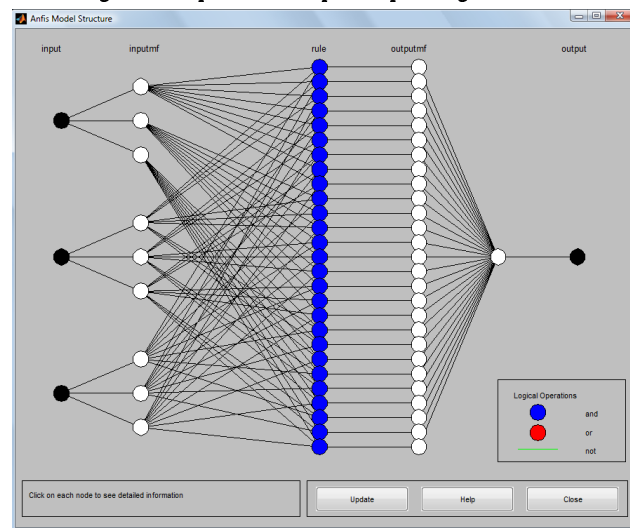 Anfis Model Structure
input inputmf rule outputmf output
Logical Operations
and
or
not
Click on each node to see detailed information
Update Help Close